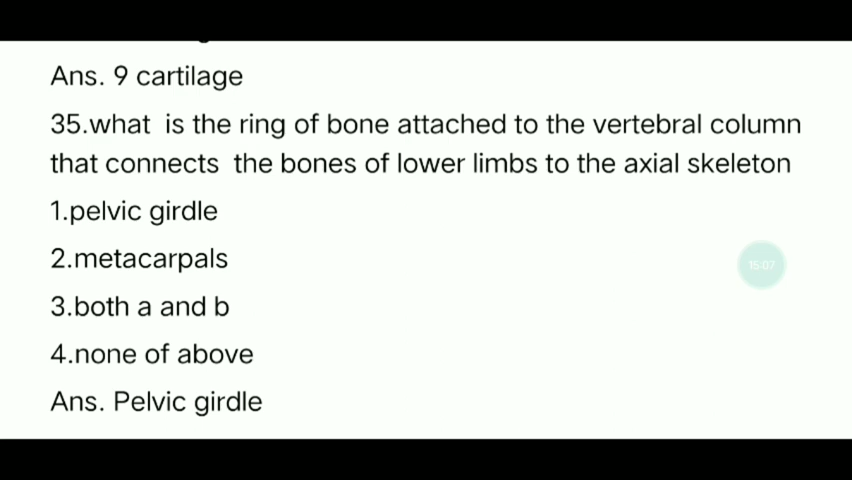 Ans. 9 cartilage
35.what is the ring of bone attached to the vertebral column
that connects the bones of lower limbs to the axial skeleton
1.pelvic girdle
2.metacarpals
3.both a and b
4.none of above
Ans. Pelvic girdle
15:07